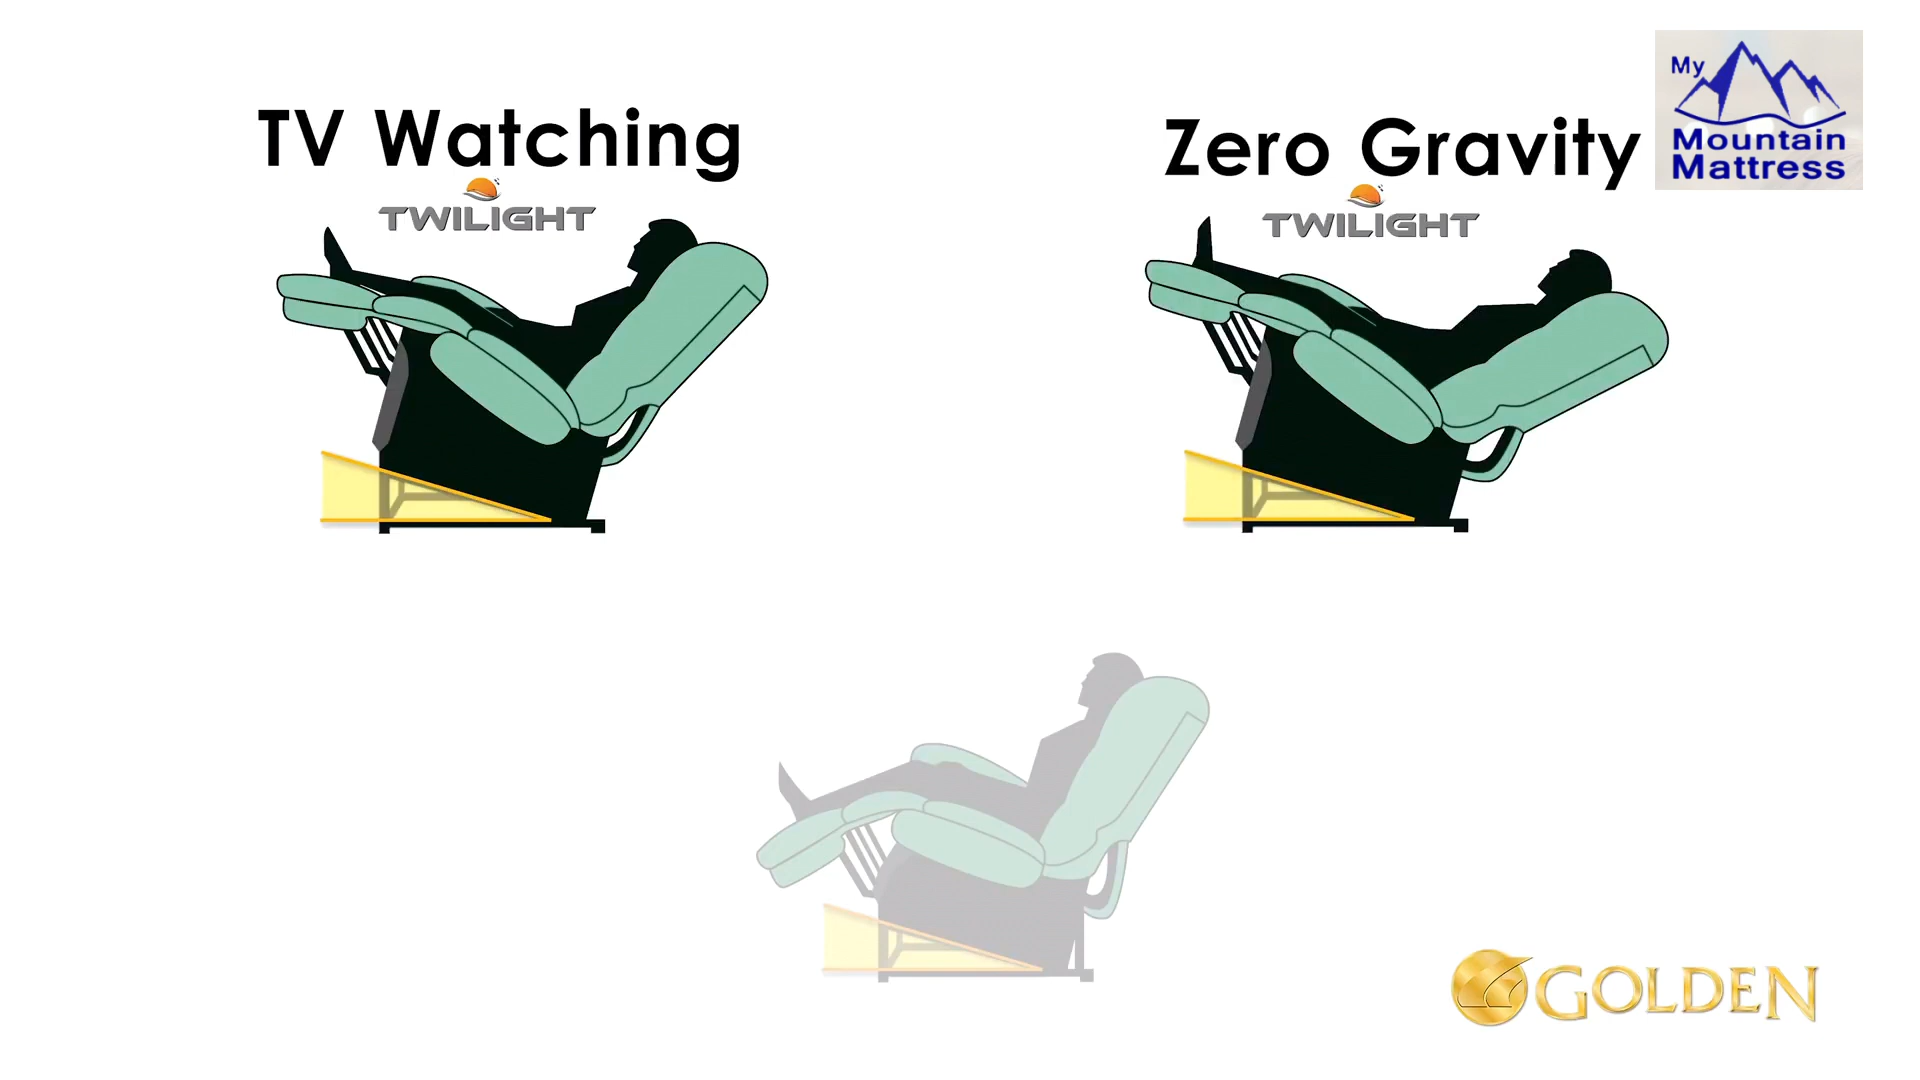 TV Watching
TWILIGHT
Zero Gravity
TWILIGHT
My
Mountain
Mattress
GOLDEN